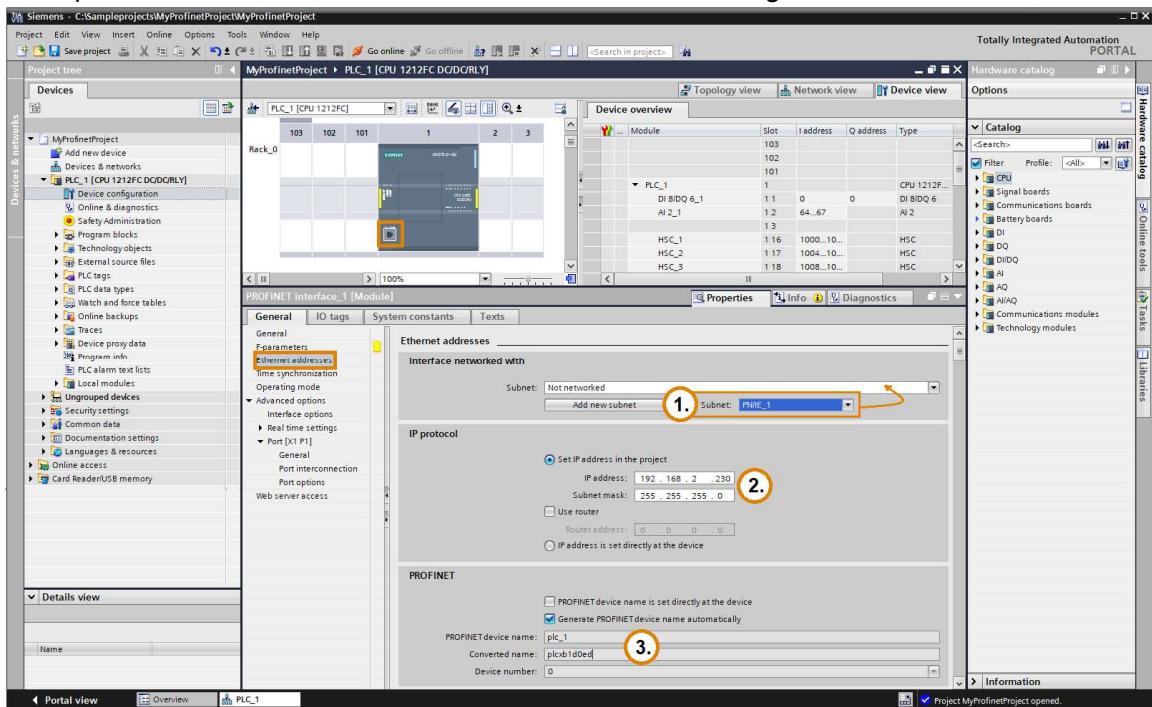 Siemens - C:\Sampleprojects\MyProfinetProject\MyProfinetProject
Project Edit View Insert Online Options Tools Window Help
Totally Integrated Automation
PORTAL
Save project
Go online
Go offline
<Search in project>
Project tree
Devices
MyProfinetProject
Add new device
Devices & networks
PLC_1 [CPU 1212FC DC/DC/RLY]
Device configuration
Online & diagnostics
Safety Administration
Program blocks
Technology objects
External source files
PLC tags
PLC data types
Watch and force tables
Online backups
Traces
Device proxy data
Program info
PLC alarm text lists
Local modules
Ungrouped devices
Security settings
Common data
Documentation settings
Languages & resources
Online access
Card Reader/USB memory
Details view
Name
Devices & networks
MyProfinetProject PLC_1 [CPU 1212FC DC/DC/RLY]
Topology view Network view Device view
PLC_1 [CPU 1212FC]
103 102 101 1 2 3
Rack_0
SIEMENS
100%
Device overview
... Module Slot I address Q address Type
103
102
101
PLC_1 1 CPU 1212F...
DI 8/DQ 6_1 1 1 0 0 DI 8/DQ 6
AI 2_1 1 2 64...67 AI 2
1 3
HSC_1 1 16 1000...10... HSC
HSC_2 1 17 1004...10... HSC
HSC_3 1 18 1008...10... HSC
PROFINET interface_1 [Module]
Properties Info Diagnostics
General IO tags System constants Texts
General
F-parameters
Ethernet addresses
Time synchronization
Operating mode
Advanced options
Interface options
Real time settings
Port [X1 P1]
General
Port interconnection
Port options
Web server access
Ethernet addresses
Interface networked with
Subnet: Not networked
Add new subnet
1.
Subnet: PN/IE_1
IP protocol
Set IP address in the project
IP address: 192 . 168 . 2 . 230
Subnet mask: 255 . 255 . 255 . 0
2.
Use router
Router address: 0 . 0 . 0 . 0
IP address is set directly at the device
PROFINET
PROFINET device name is set directly at the device
Generate PROFINET device name automatically
PROFINET device name: plc_1
Converted name: plcxb1d0ed
3.
Device number: 0
Hardware catalog
Options
Catalog
<Search>
Filter Profile: <All>
CPU
Signal boards
Communications boards
Battery boards
DI
DQ
DI/DQ
AI
AQ
AI/AQ
Communications modules
Technology modules
Information
Hardware catalog
Online tools
Tasks
Libraries
Portal view Overview PLC_1
Project MyProfinetProject opened.